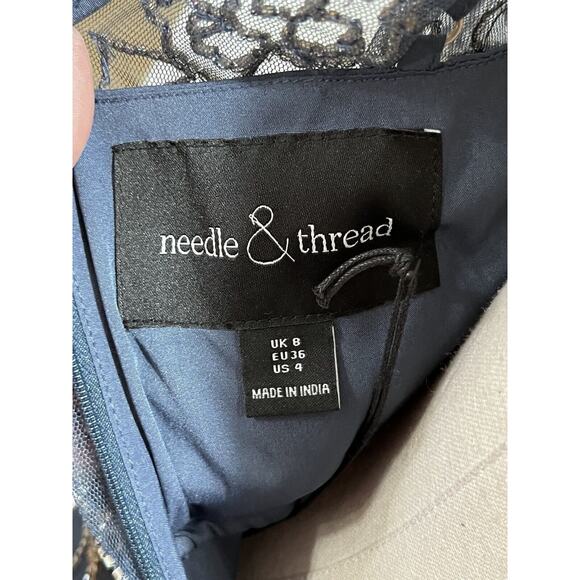 needle & thread
UK 8
EU 36
US 4
MADE IN INDIA